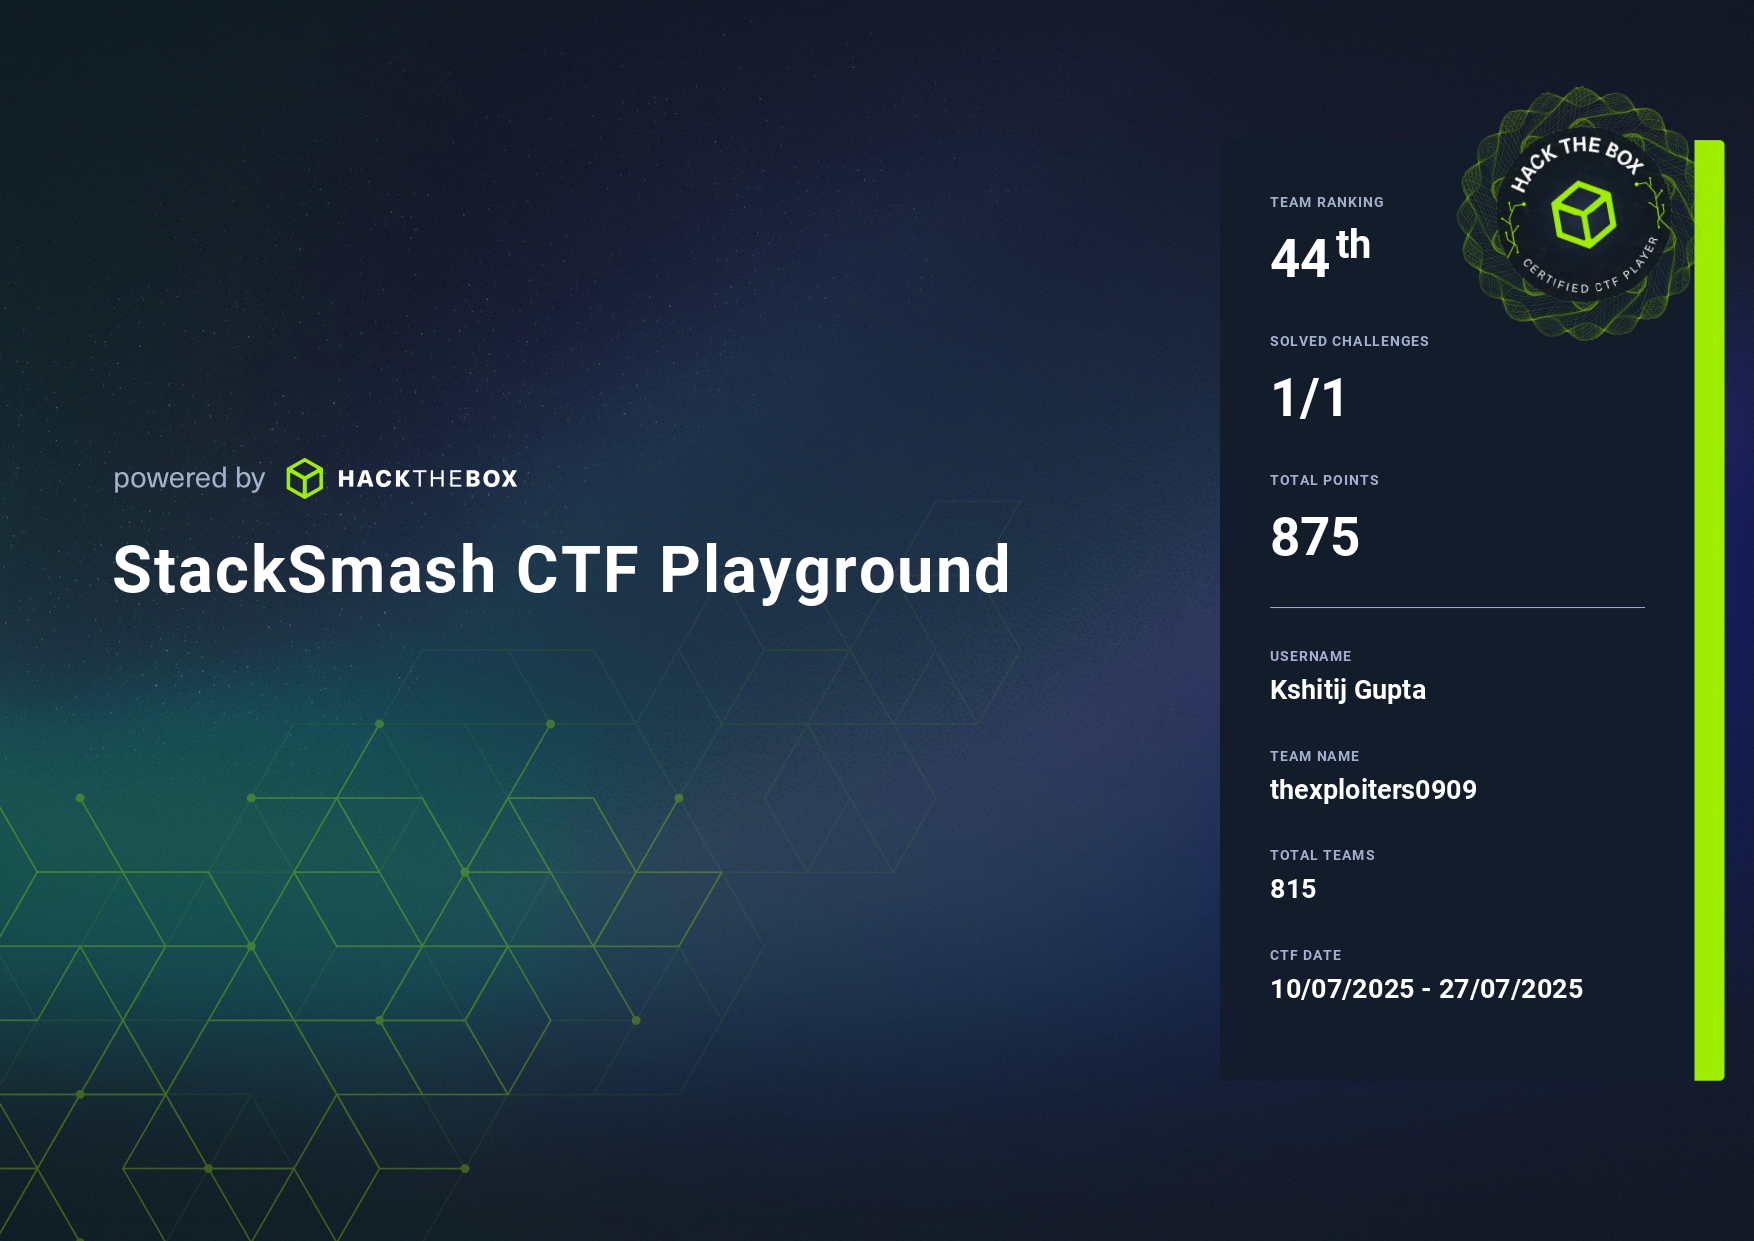 powered by HACKTHEBOX
StackSmash CTF Playground
HACK THE BOX
CERTIFIED CTF PLAYER
TEAM RANKING
44th
SOLVED CHALLENGES
1/1
TOTAL POINTS
875
USERNAME
Kshitij Gupta
TEAM NAME
thexploiters0909
TOTAL TEAMS
815
CTF DATE
10/07/2025 - 27/07/2025